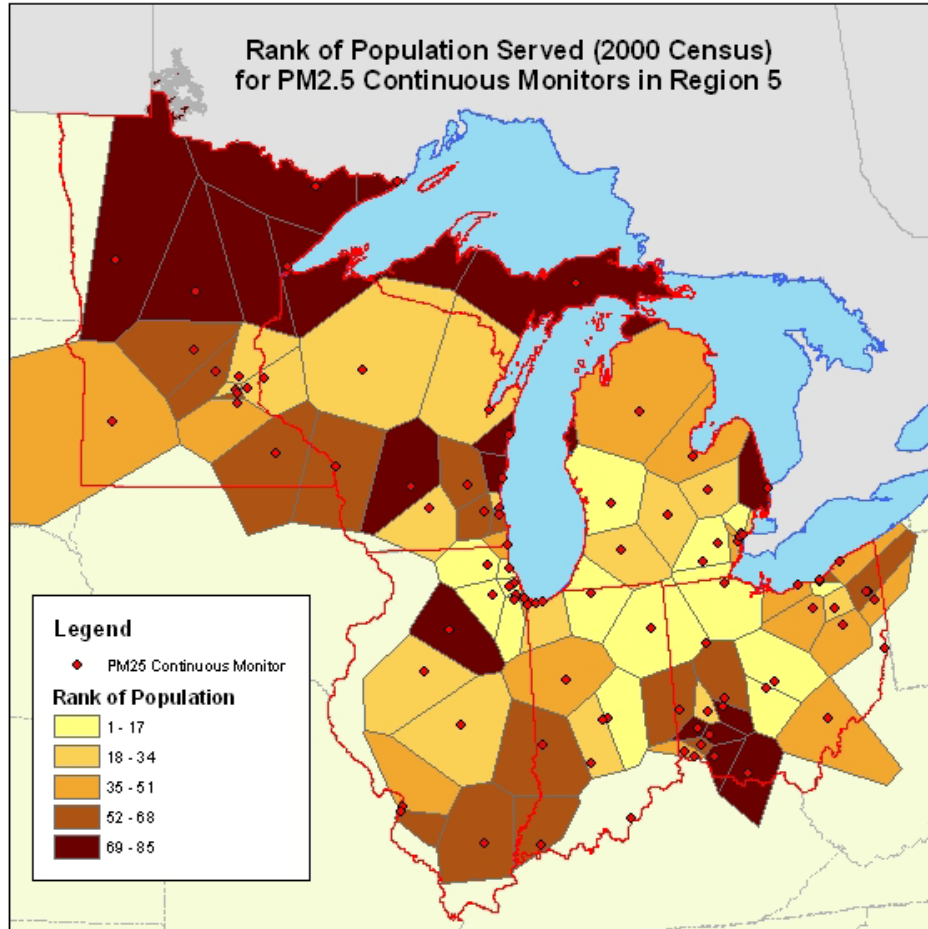 Rank of Population Served (2000 Census)
for PM2.5 Continuous Monitors in Region 5
Legend
PM25 Continuous Monitor
Rank of Population
1 - 17
18 - 34
35 - 51
52 - 68
69 - 85